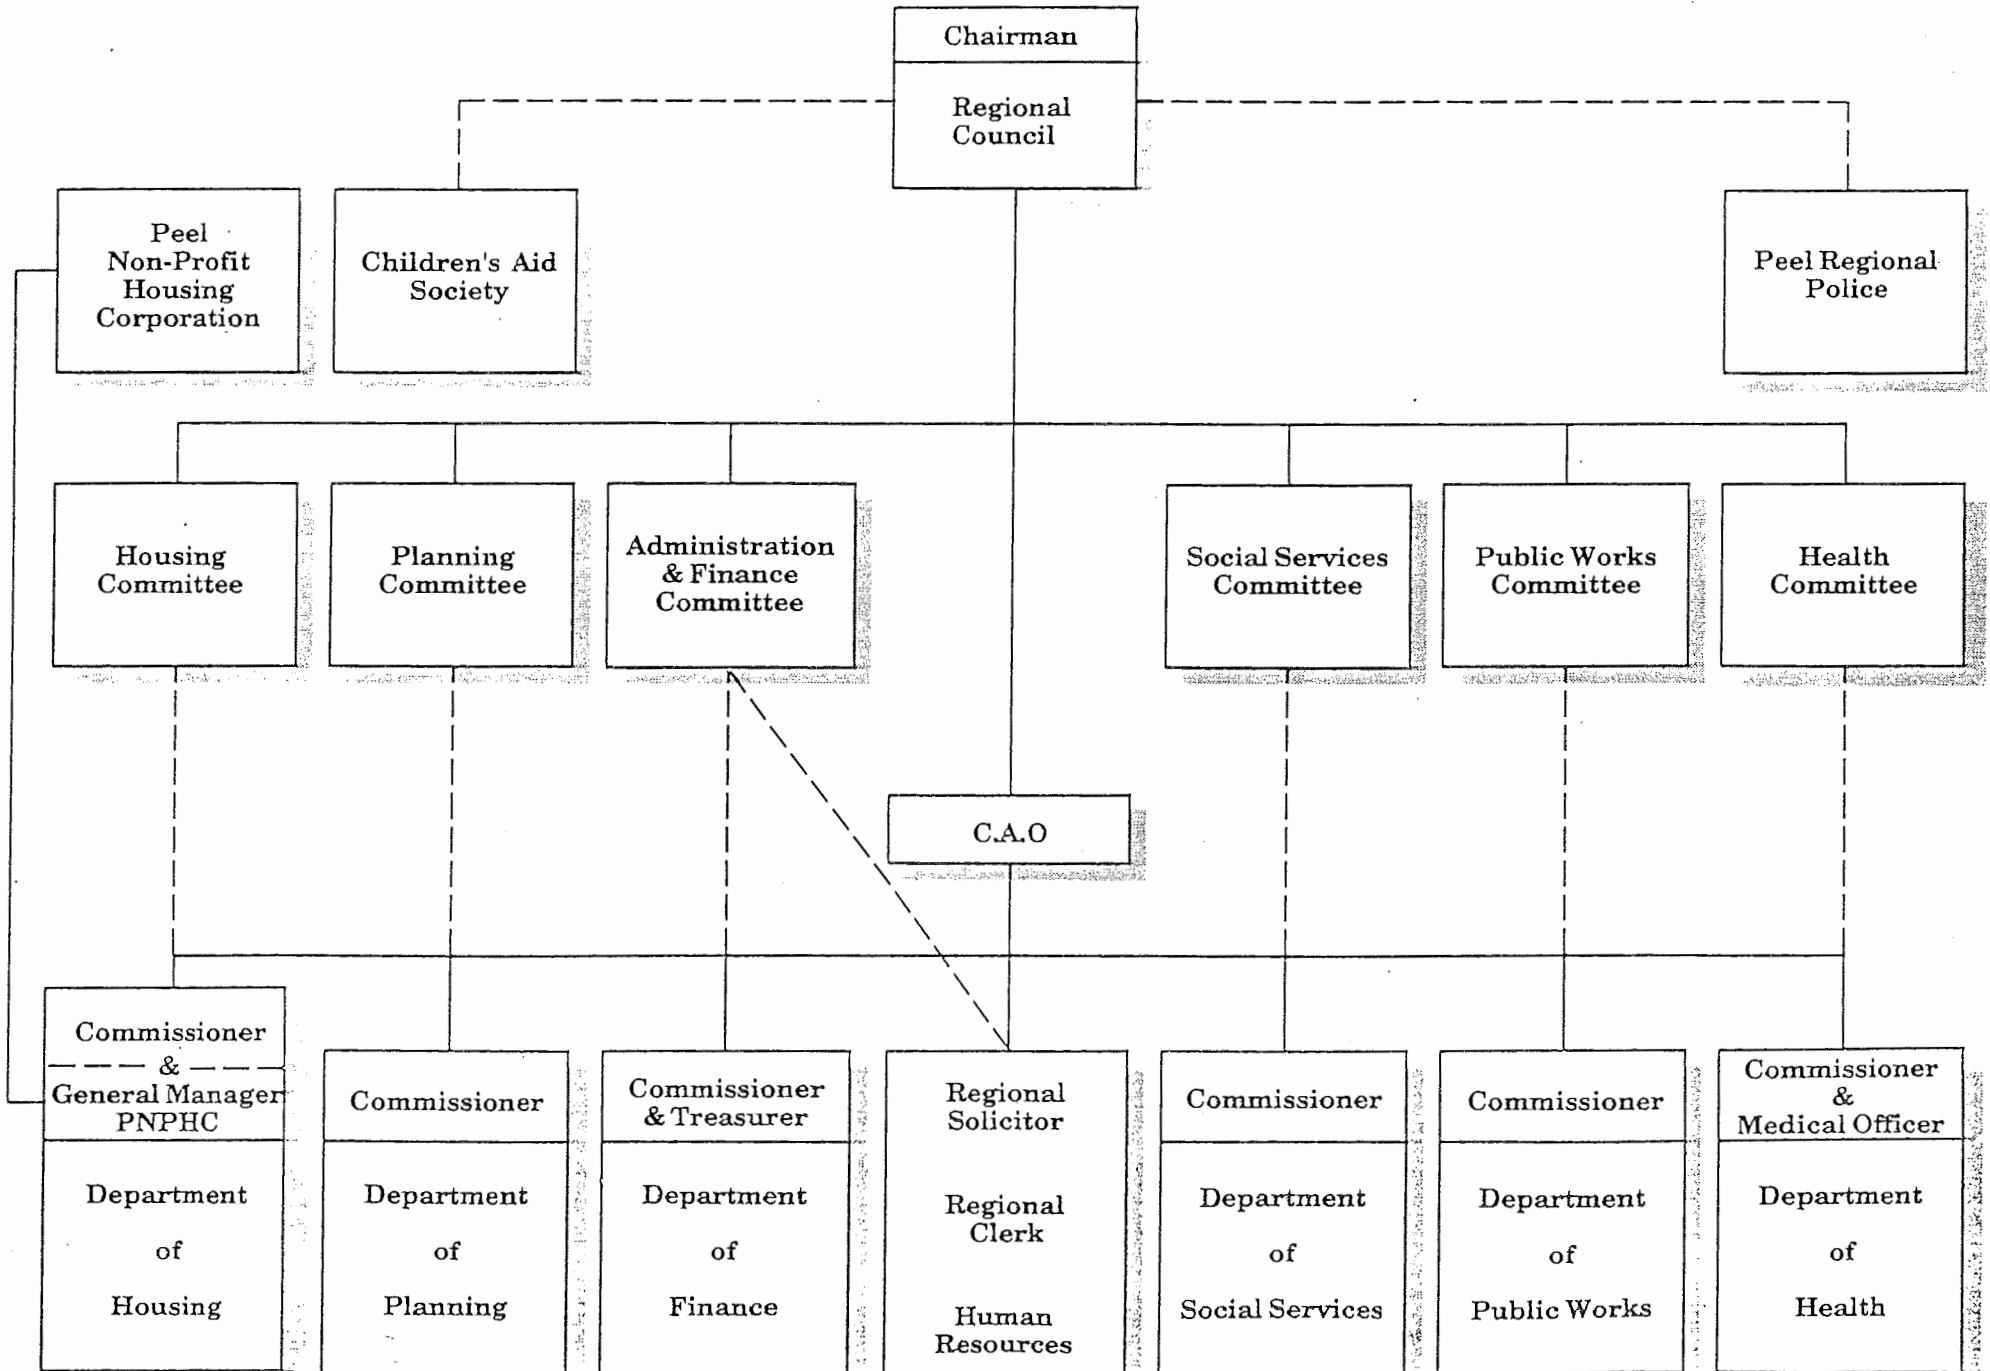 Chairman
Regional
Council
Peel
Non-Profit
Housing
Corporation
Children's Aid
Society
Peel Regional
Police
Housing
Committee
Planning
Committee
Administration
& Finance
Committee
Social Services
Committee
Public Works
Committee
Health
Committee
C.A.O
Commissioner
&
General Manager
PNPHC
Department
of
Housing
Commissioner
Department
of
Planning
Commissioner
& Treasurer
Department
of
Finance
Regional
Solicitor
Regional
Clerk
Human
Resources
Commissioner
Department
of
Social Services
Commissioner
Department
of
Public Works
Commissioner
&
Medical Officer
Department
of
Health